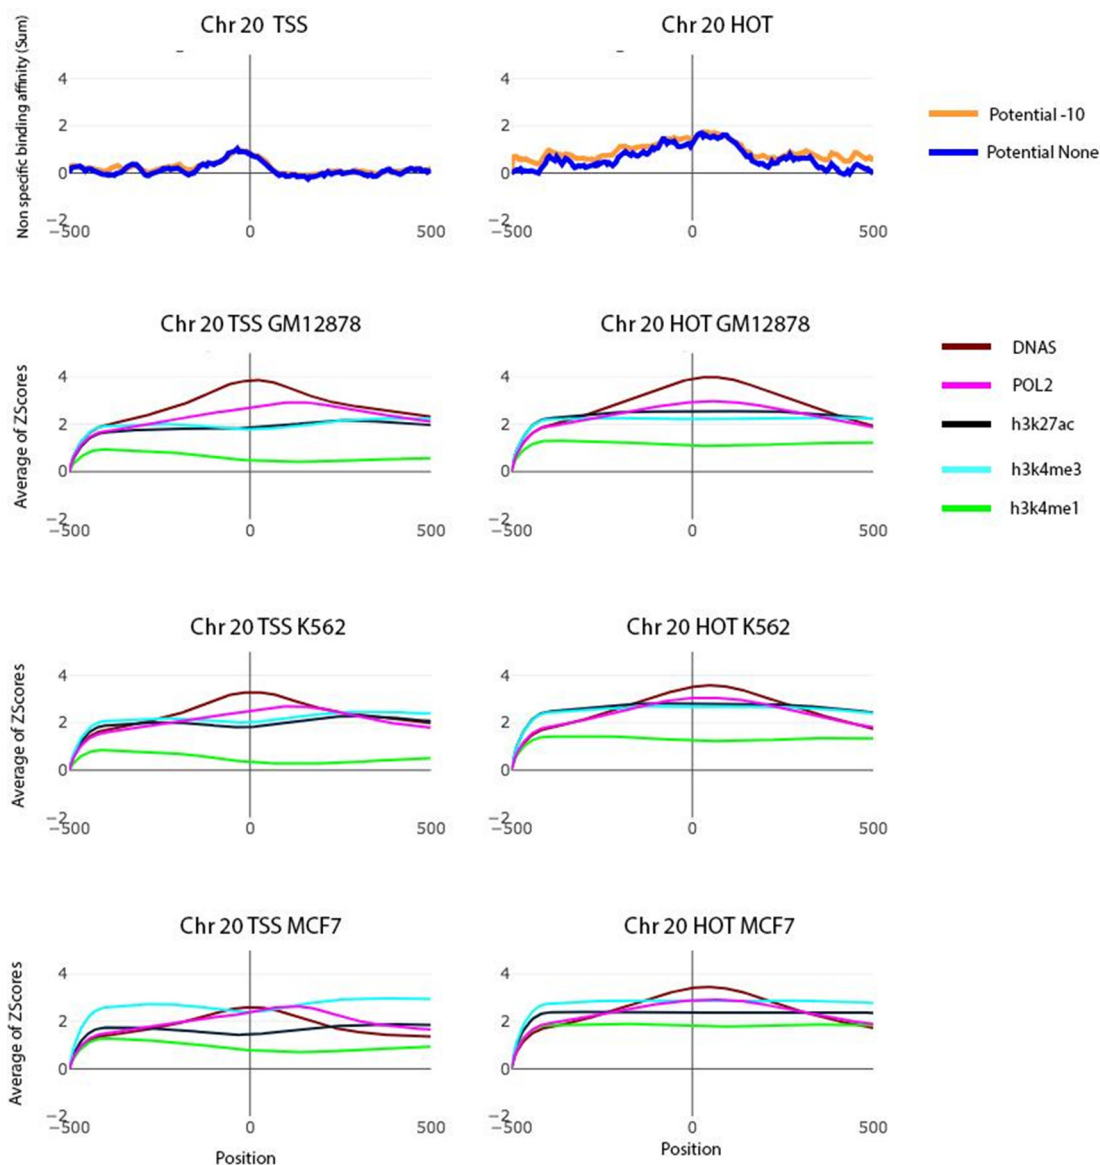 Chr 20 TSS
Chr 20 HOT
Non specific binding affinity (Sum)
4
2
0
−2
−500
0
500
4
2
0
−2
−500
0
500
Potential -10
Potential None
Chr 20 TSS GM12878
Chr 20 HOT GM12878
Average of ZScores
4
2
0
−2
−500
0
500
4
2
0
−2
−500
0
500
DNAS
POL2
h3k27ac
h3k4me3
h3k4me1
Chr 20 TSS K562
Chr 20 HOT K562
Average of ZScores
4
2
0
−2
−500
0
500
4
2
0
−2
−500
0
500
Chr 20 TSS MCF7
Chr 20 HOT MCF7
Average of ZScores
4
2
0
−2
−500
0
500
Position
4
2
0
−2
−500
0
500
Position